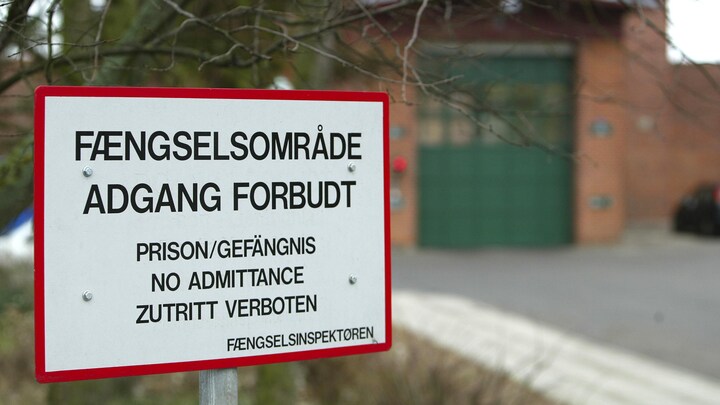 FÆNGSELSOMRÅDE
ADGANG FORBUDT
PRISON/GEFÄNGNIS
NO ADMITTANCE
ZUTRITT VERBOTEN
FÆNGSELSINSPEKTØREN